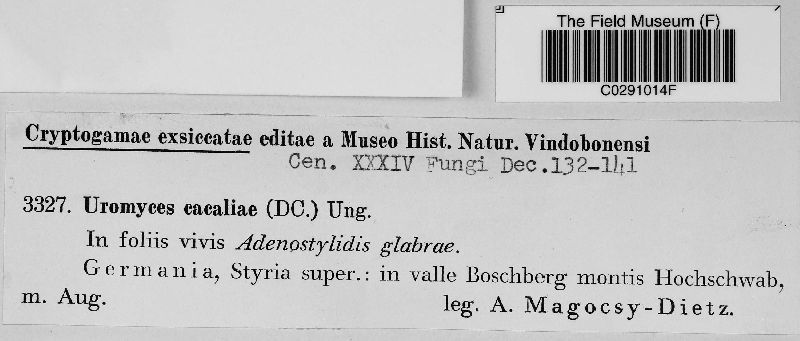 The Field Museum (F)
C0291014F
Cryptogamae exsiccatae editae a Museo Hist. Natur. Vindobonensi
Cen. XXXIV Fungi Dec.132-141
3327. Uromyces cacaliae (DC.) Ung.
In foliis vivis Adenostylidis glabrae.
Germania, Styria super.: in valle Boschberg montis Hochschwab,
m. Aug. leg. A. Magocsy-Dietz.